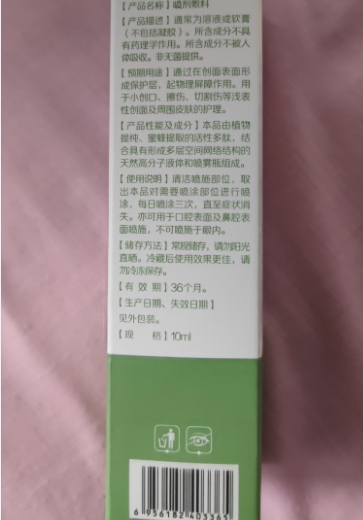 【产品名称】喷剂敷料
【产品描述】通常为溶液或软膏
（不包括凝胶）。所含成分不具
有药理学作用。所含成分不被人
体吸收。非无菌提供。
【预期用途】通过在创面表面形
成保护层，起物理屏障作用。用
于小创口、擦伤、切割伤等浅表
性创面及周围皮肤的护理。
【产品性能及成分】本品由植物
提纯、蜜蜂提取的活性多肽，结
合具有形成多层空间网络结构的
天然高分子液体和喷雾瓶组成。
【使用说明】清洁喷施部位，取
出本品对需要喷涂部位进行喷
涂，每日喷涂三次，直至症状消
失。亦可用于口腔表面及鼻腔表
面喷施，不可喷施于眼内。
【储存方法】常规储存，请勿阳光
直晒。冷藏后使用效果更佳，请
勿冷冻保存。
【有 效 期】36个月。
【生产日期、失效日期】
见外包装。
【规 格】10ml
6 956182 403365